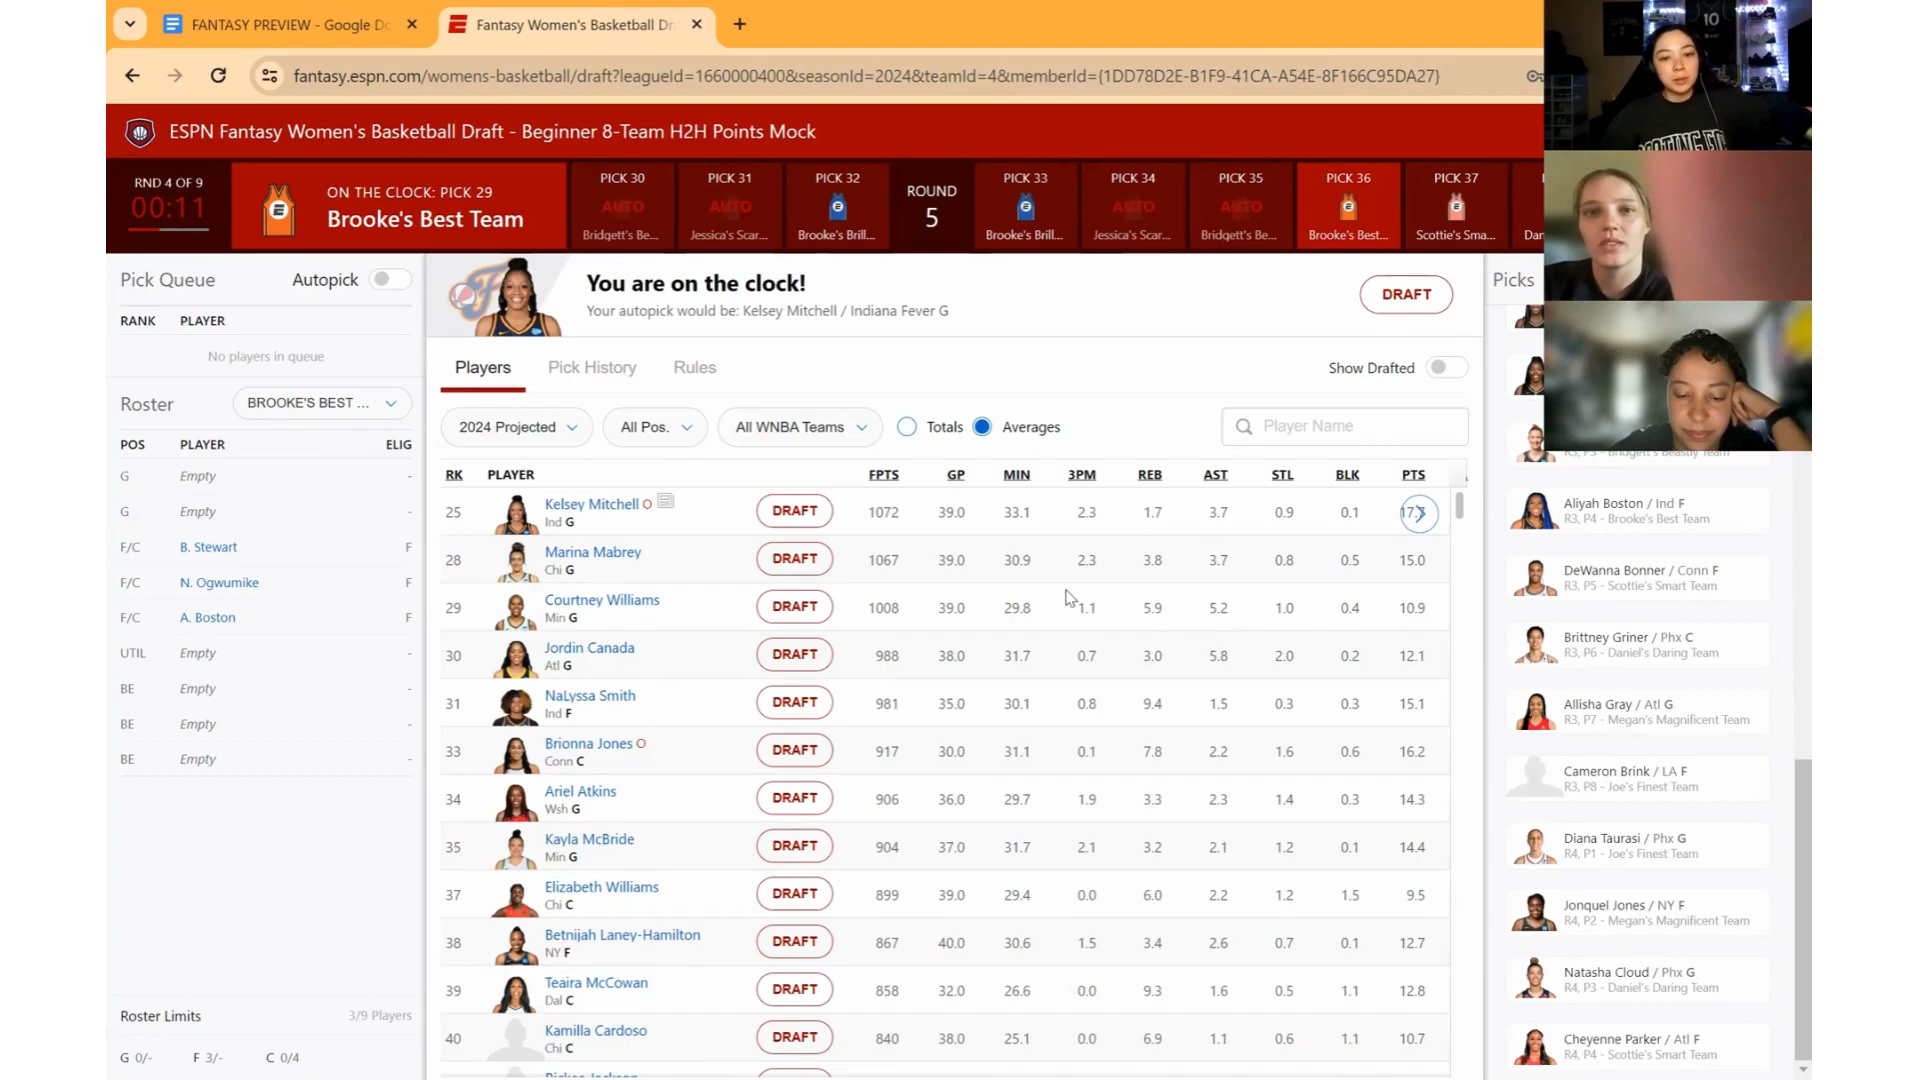 FANTASY PREVIEW - Google Do
Fantasy Women's Basketball Dr
fantasy.espn.com/womens-basketball/draft?leagueId=1660000400&seasonId=2024&teamId=4&memberId={1DD78D2E-B1F9-41CA-A54E-8F166C95DA27}
10
ESPN Fantasy Women's Basketball Draft - Beginner 8-Team H2H Points Mock
RND 4 OF 9
00:11
ON THE CLOCK: PICK 29
Brooke's Best Team
PICK 30
AUTO
Bridgett's Be...
PICK 31
AUTO
Jessica's Scar...
PICK 32
Brooke's Brill...
ROUND
5
PICK 33
Brooke's Brill...
PICK 34
AUTO
Jessica's Scar...
PICK 35
AUTO
Bridgett's Be...
PICK 36
Brooke's Best...
PICK 37
Scottie's Sma...
Dan
Pick Queue
Autopick
RANK PLAYER
No players in queue
Roster
BROOKE'S BEST ...
POS PLAYER ELIG
G Empty -
G Empty -
F/C B. Stewart F
F/C N. Ogwumike F
F/C A. Boston F
UTIL Empty -
BE Empty -
BE Empty -
BE Empty -
Roster Limits 3/9 Players
G 0/- F 3/- C 0/4
You are on the clock!
Your autopick would be: Kelsey Mitchell / Indiana Fever G
DRAFT
Players Pick History Rules
Show Drafted
2024 Projected All Pos. All WNBA Teams Totals Averages Player Name
RK PLAYER FPTS GP MIN 3PM REB AST STL BLK PTS
25 Kelsey Mitchell O DRAFT 1072 39.0 33.1 2.3 1.7 3.7 0.9 0.1
Ind G
28 Marina Mabrey DRAFT 1067 39.0 30.9 2.3 3.8 3.7 0.8 0.5 15.0
Chi G
29 Courtney Williams DRAFT 1008 39.0 29.8 1.1 5.9 5.2 1.0 0.4 10.9
Min G
30 Jordin Canada DRAFT 988 38.0 31.7 0.7 3.0 5.8 2.0 0.2 12.1
Atl G
31 NaLyssa Smith DRAFT 981 35.0 30.1 0.8 9.4 1.5 0.3 0.3 15.1
Ind F
33 Brionna Jones O DRAFT 917 30.0 31.1 0.1 7.8 2.2 1.6 0.6 16.2
Conn C
34 Ariel Atkins DRAFT 906 36.0 29.7 1.9 3.3 2.3 1.4 0.3 14.3
Wsh G
35 Kayla McBride DRAFT 904 37.0 31.7 2.1 3.2 2.1 1.2 0.1 14.4
Min G
37 Elizabeth Williams DRAFT 899 39.0 29.4 0.0 6.0 2.2 1.2 1.5 9.5
Chi C
38 Betnijah Laney-Hamilton DRAFT 867 40.0 30.6 1.5 3.4 2.6 0.7 0.1 12.7
NY F
39 Teaira McCowan DRAFT 858 32.0 26.6 0.0 9.3 1.6 0.5 1.1 12.8
Dal C
40 Kamilla Cardoso DRAFT 840 38.0 25.1 0.0 6.9 1.1 0.6 1.1 10.7
Chi C
Picks
R3, P3 - Bridgett's Beastly Team
Aliyah Boston / Ind F
R3, P4 - Brooke's Best Team
DeWanna Bonner / Conn F
R3, P5 - Scottie's Smart Team
Brittney Griner / Phx C
R3, P6 - Daniel's Daring Team
Allisha Gray / Atl G
R3, P7 - Megan's Magnificent Team
Cameron Brink / LA F
R3, P8 - Joe's Finest Team
Diana Taurasi / Phx G
R4, P1 - Joe's Finest Team
Jonquel Jones / NY F
R4, P2 - Megan's Magnificent Team
Natasha Cloud / Phx G
R4, P3 - Daniel's Daring Team
Cheyenne Parker / Atl F
R4, P4 - Scottie's Smart Team